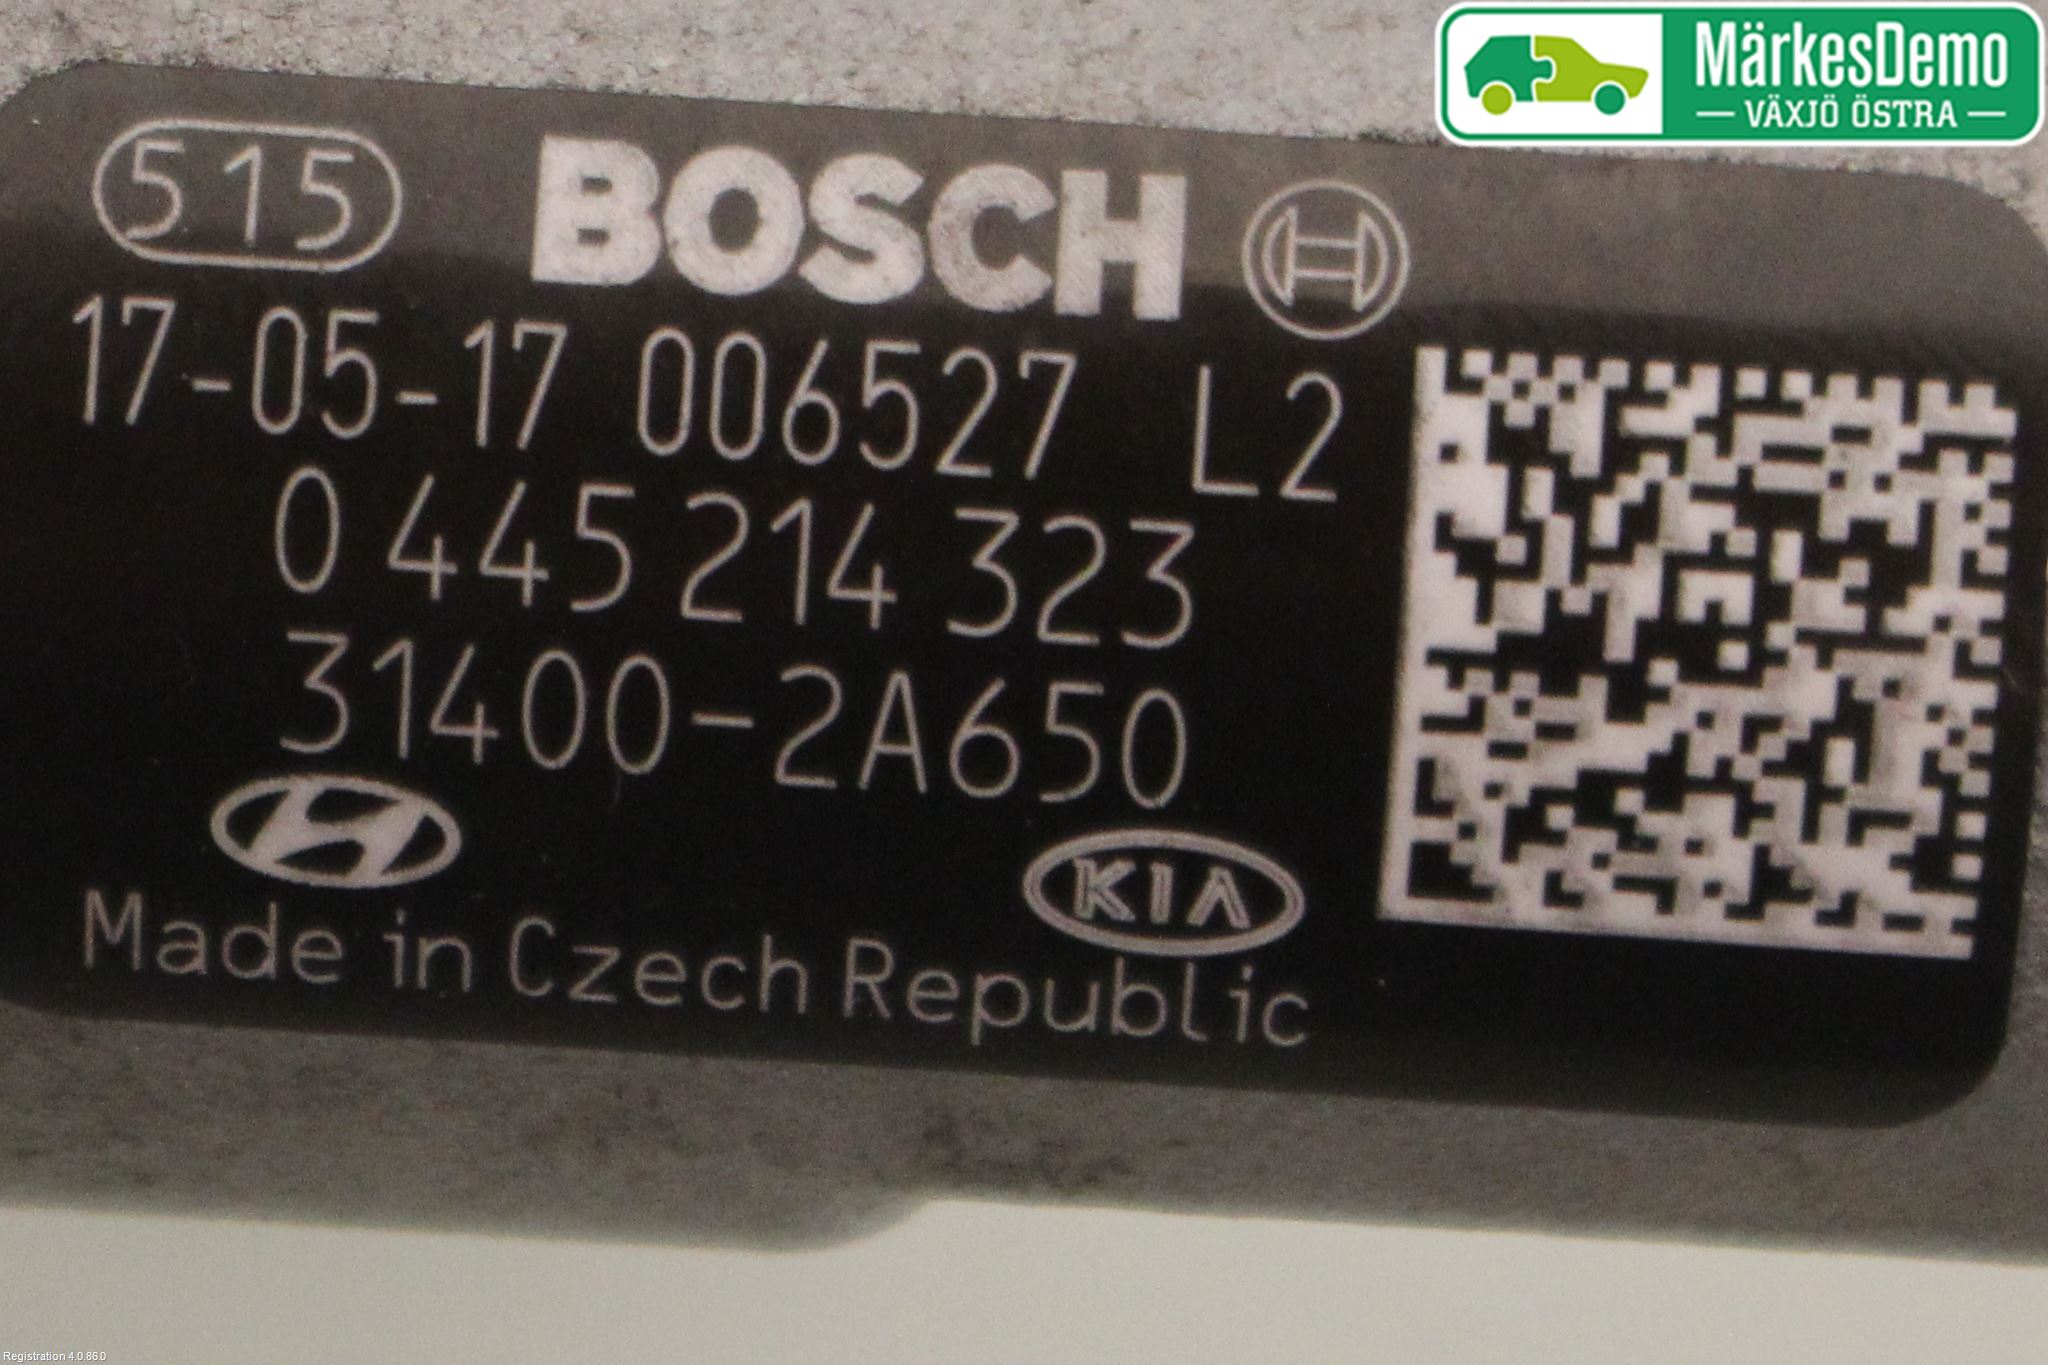 MärkesDemo
VÄXJÖ ÖSTRA
515 BOSCH
17-05-17 006527 L2
0 445 214 323
31400-2A650
KIA
Made in Czech Republic
Registration 4.0.86.0